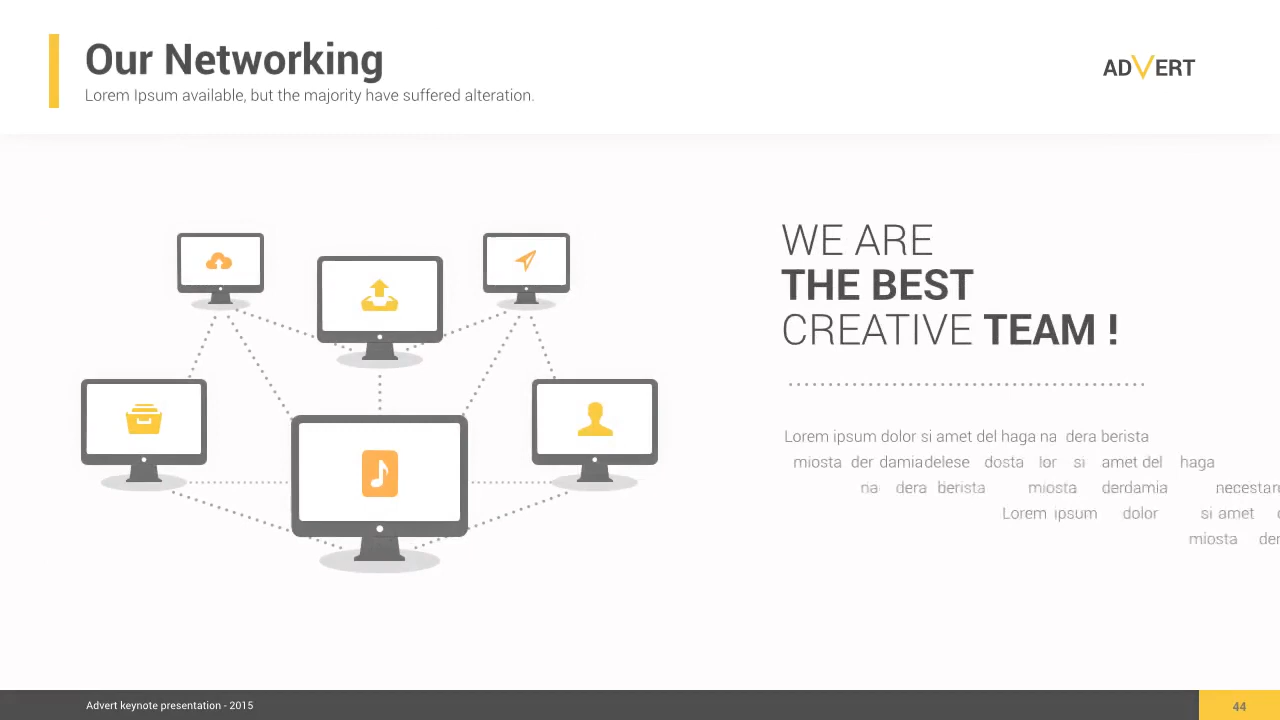 Our Networking
Lorem Ipsum available, but the majority have suffered alteration.
ADVERT
WE ARE
THE BEST
CREATIVE TEAM !
Lorem ipsum dolor si amet del haga na dera berista
miosta der damia delese dosta lor si amet del haga
na dera berista miosta derdamia
Lorem ipsum dolor si amet
miosta
Advert keynote presentation - 2015
44